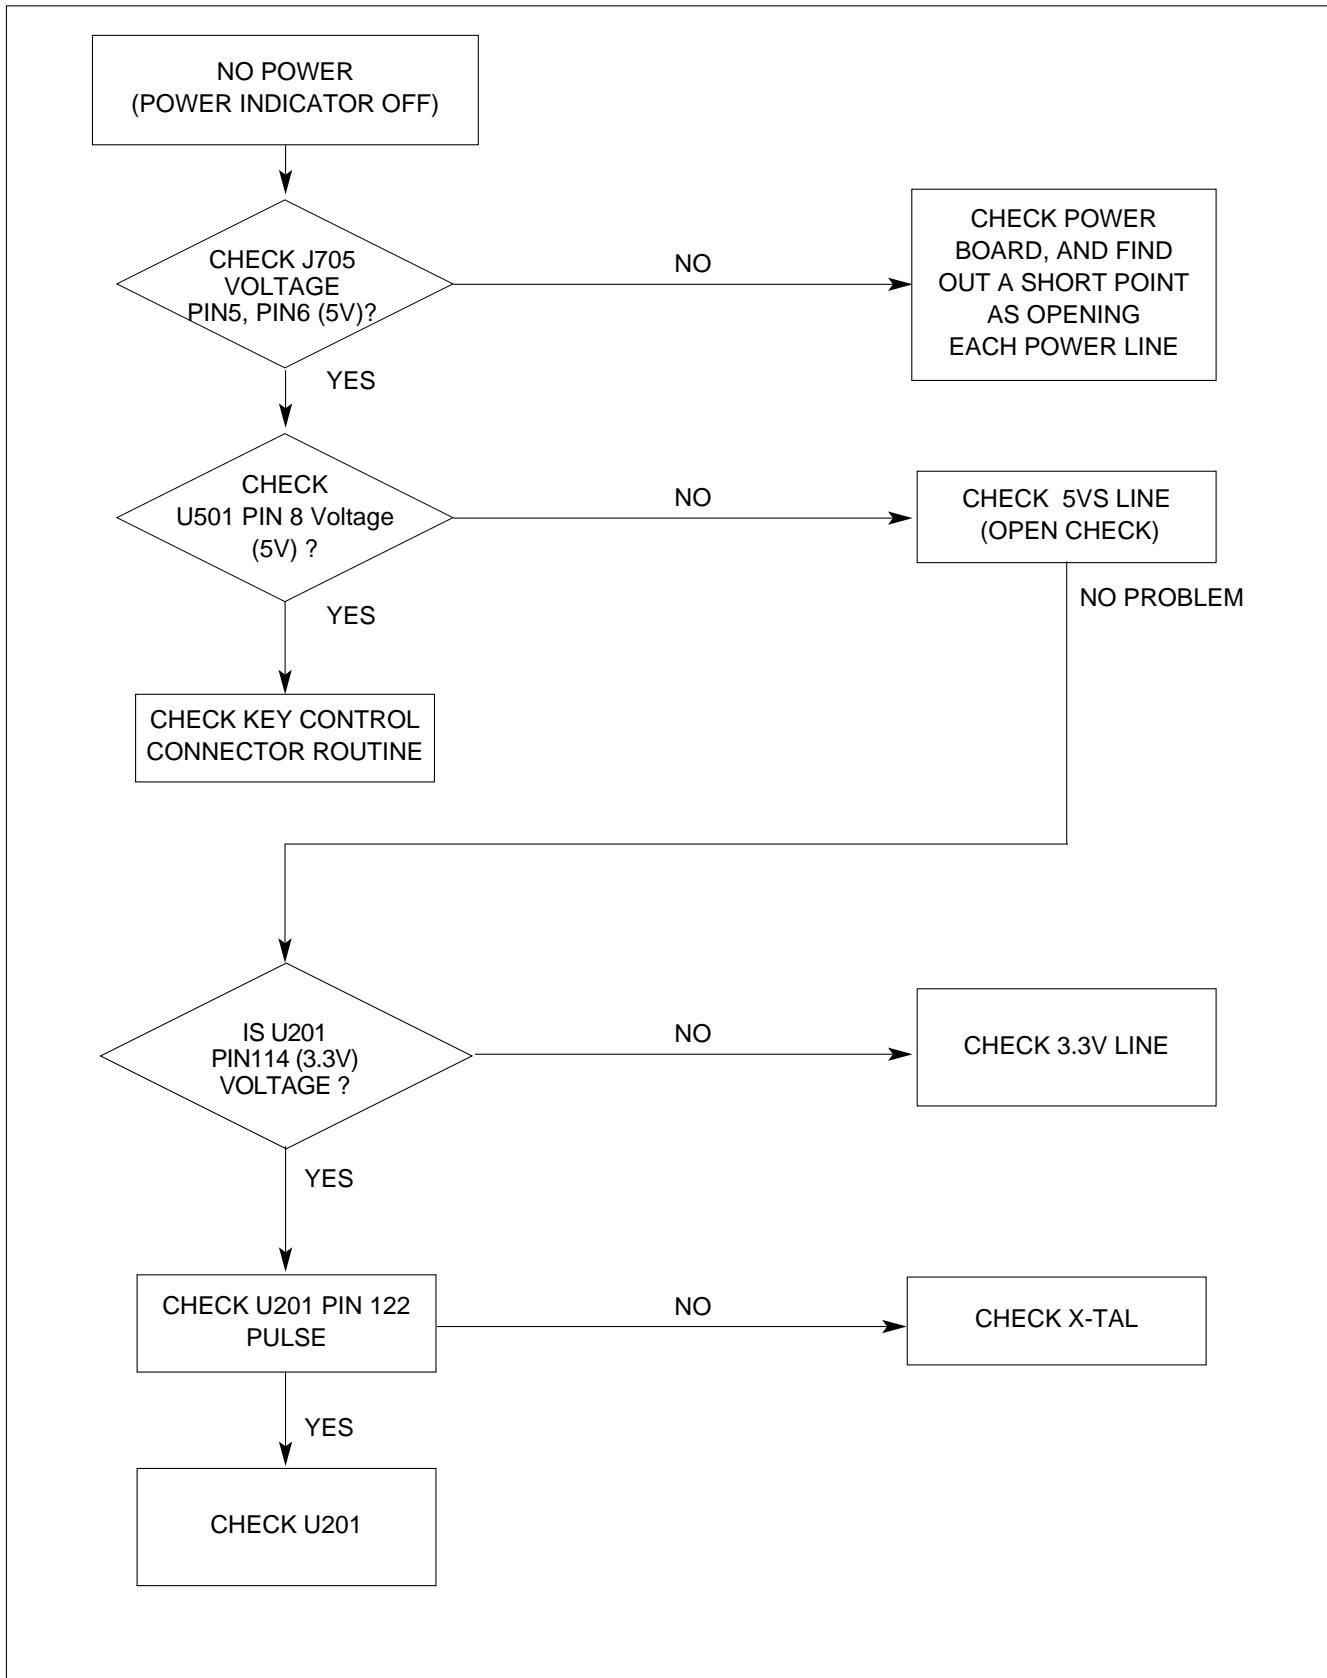 NO POWER
(POWER INDICATOR OFF)
CHECK J705
VOLTAGE
PIN5, PIN6 (5V)?
NO
CHECK POWER
BOARD, AND FIND
OUT A SHORT POINT
AS OPENING
EACH POWER LINE
YES
CHECK
U501 PIN 8 Voltage
(5V) ?
NO
CHECK 5VS LINE
(OPEN CHECK)
YES
NO PROBLEM
CHECK KEY CONTROL
CONNECTOR ROUTINE
IS U201
PIN114 (3.3V)
VOLTAGE ?
NO
CHECK 3.3V LINE
YES
CHECK U201 PIN 122
PULSE
NO
CHECK X-TAL
YES
CHECK U201